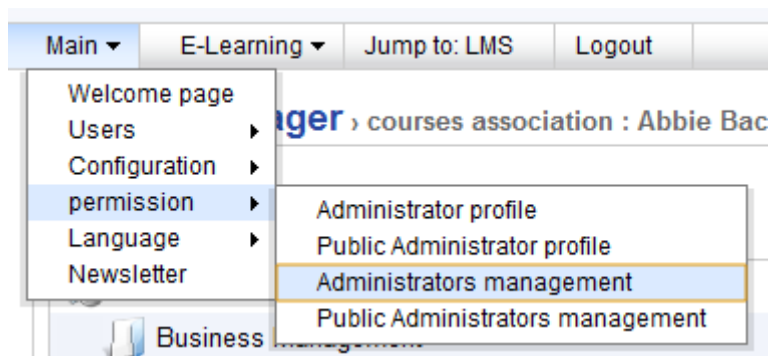 Main ▾ E-Learning ▾ Jump to: LMS Logout
Welcome page
Users
Configuration
permission
Language
Newsletter
ager › courses association : Abbie Bac
Administrator profile
Public Administrator profile
Administrators management
Public Administrators management
Business